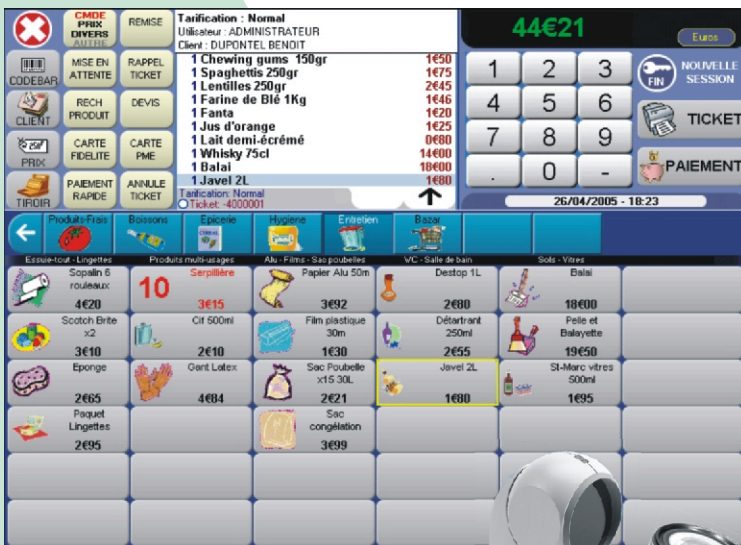 CMDE
PRIX
DIVERS
AUTRE
REMISE
CODEBAR
MISE EN
ATTENTE
RAPPEL
TICKET
CLIENT
RECH
PRODUIT
DEVIS
PRIX
CARTE
FIDELITE
CARTE
PME
TIROIR
PAIEMENT
RAPIDE
ANNULE
TICKET
Tarification : Normal
Utilisateur : ADMINISTRATEUR
Client : DUPONTEL BENOIT
1 Chewing gums 150gr 1€50
1 Spaghettis 250gr 1€75
1 Lentilles 250gr 2€45
1 Farine de Blé 1Kg 1€46
1 Fanta 1€20
1 Jus d'orange 1€25
1 Lait demi-écrémé 0€80
1 Whisky 75cl 14€00
1 Balai 18€00
1 Javel 2L 1€80
Tarification: Normal
Ticket: -4000001
44€21
Euros
1 2 3
4 5 6
7 8 9
. 0 -
FIN
NOUVELLE
SESSION
TICKET
PAIEMENT
26/04/2005 - 18:23
Produits-Frais Boissons Epicerie Hygiene Entretien Bazar
Essuie-tout - Lingettes Produits multi-usages Alu - Films - Sac poubelles WC - Salle de bain Sols - Vitres
Sopalin 6
rouleaux
4€20
10
Serpillière
3€15
Papier Alu 50m
3€92
Destop 1L
2€80
Balai
18€00
Scotch Brite
x2
3€10
Cif 500ml
2€10
Film plastique
30m
1€30
Détartrant
250ml
2€55
Pelle et
Balayette
19€50
Eponge
2€65
Gant Latex
4€84
Sac Poubelle
x15 30L
2€21
Javel 2L
1€80
St-Marc vitres
500ml
1€95
Paquet
Lingettes
2€95
Sac
congélation
3€99